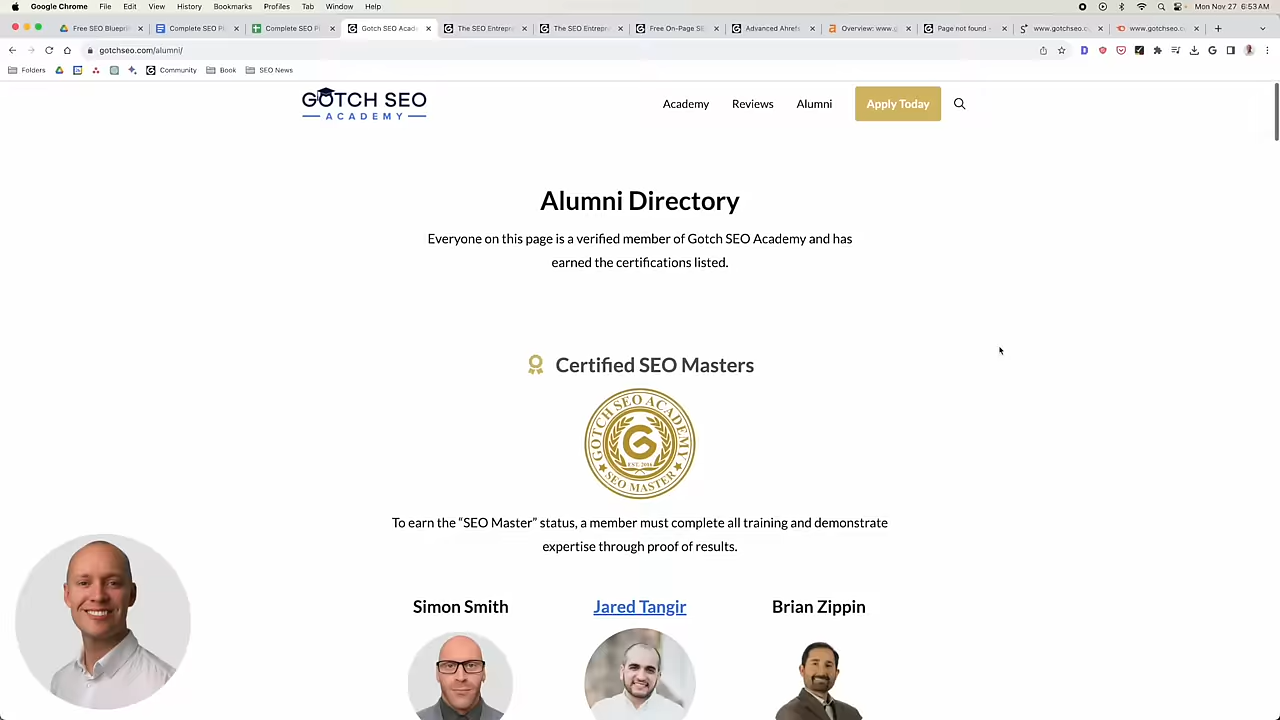 Google Chrome File Edit View History Bookmarks Profiles Tab Window Help Mon Nov 27 6:53AM
Free SEO Bluepri Complete SEO Pl Complete SEO Pl Gotch SEO Acad The SEO Entrepr The SEO Entrepr Free On-Page SE Advanced Ahrefs Overview: www.g Page not found - www.gotchseo.c www.gotchseo.c
gotchseo.com/alumni/
Folders Community Book SEO News
GOTCH SEO
ACADEMY
Academy Reviews Alumni Apply Today
Alumni Directory
Everyone on this page is a verified member of Gotch SEO Academy and has
earned the certifications listed.
Certified SEO Masters
GOTCH SEO ACADEMY
G
EST. 2016
SEO MASTER
To earn the “SEO Master” status, a member must complete all training and demonstrate
expertise through proof of results.
Simon Smith Jared Tangir Brian Zippin